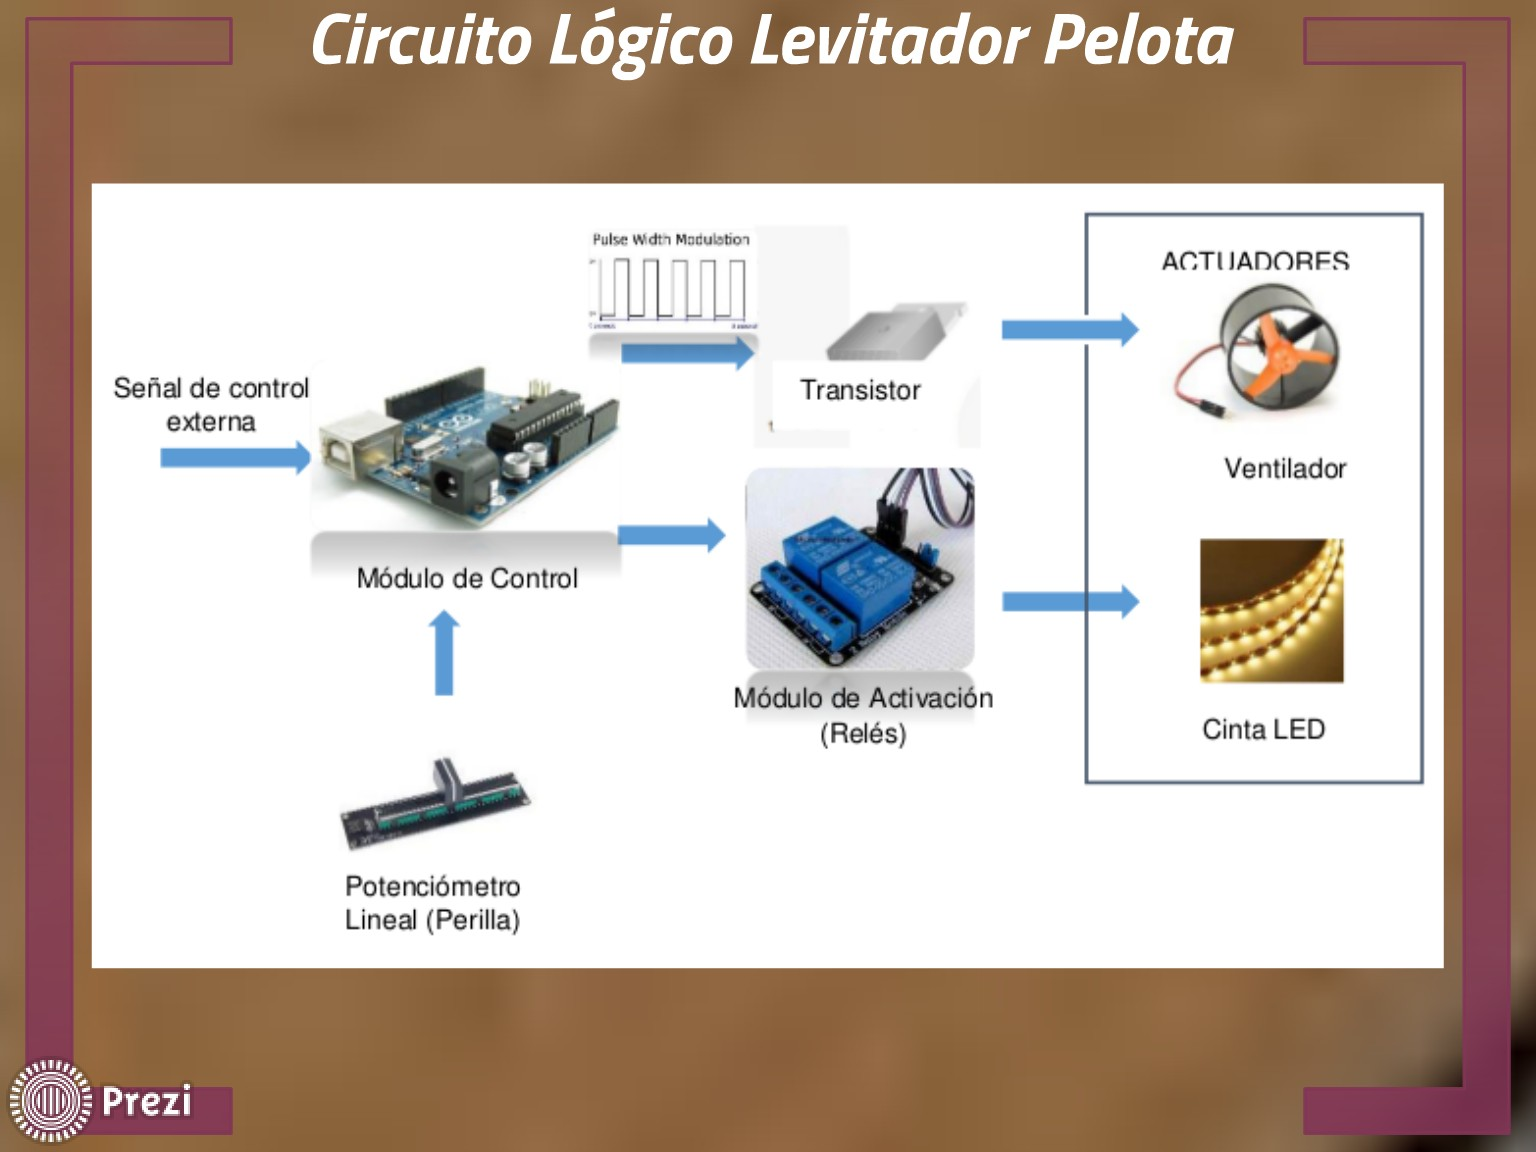 Circuito Lógico Levitador Pelota
Pulse Width Modulation
ACTUADORES
Señal de control
externa
Transistor
Ventilador
Módulo de Control
Módulo de Activación
(Relés)
Cinta LED
Potenciómetro
Lineal (Perilla)
Prezi